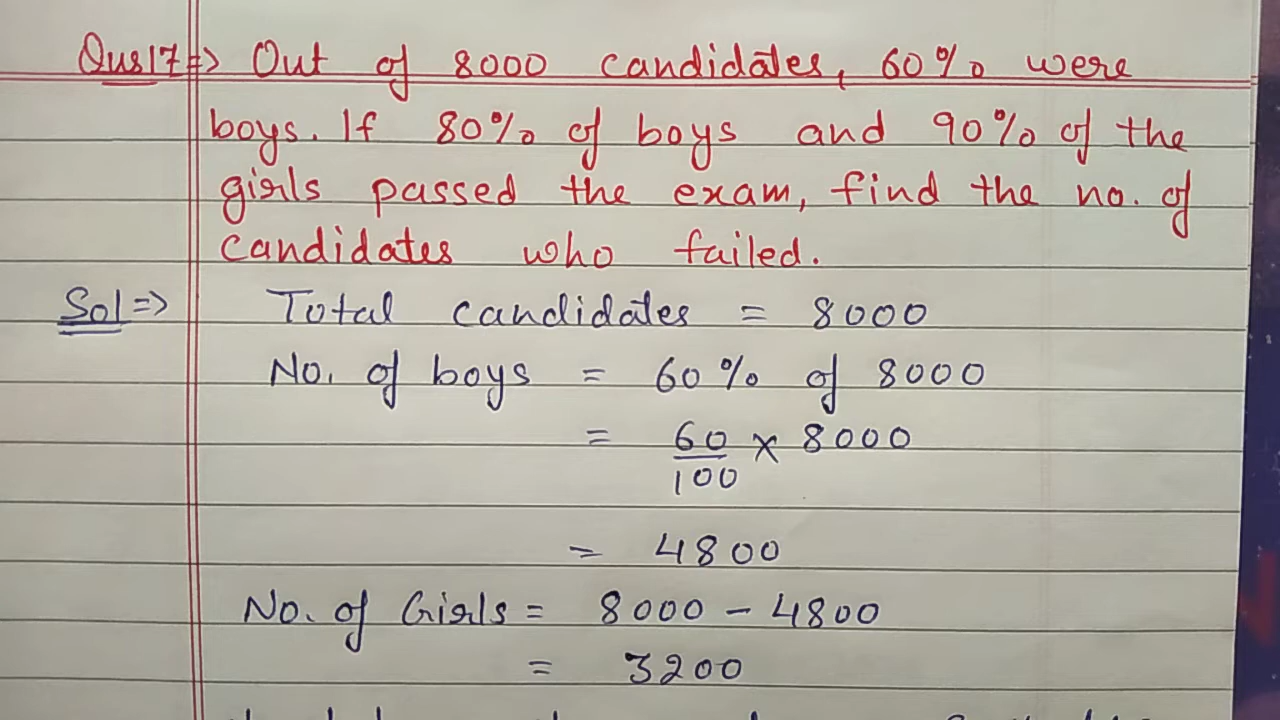 Qus17=> Out of 8000 candidates, 60% were
boys. If 80% of boys and 90% of the
girls passed the exam, find the no. of
candidates who failed.
Sol=> Total candidates = 8000
No. of boys = 60% of 8000
= 60/100 × 8000
= 4800
No. of Girls = 8000 - 4800
= 3200